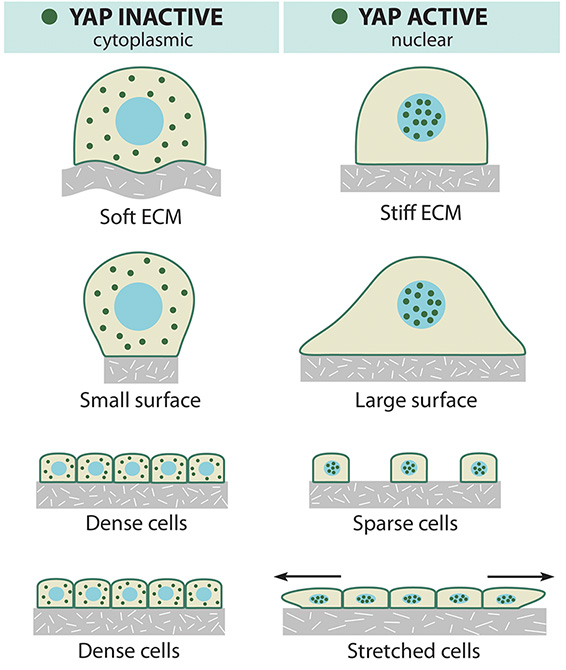 YAP INACTIVE
cytoplasmic
YAP ACTIVE
nuclear
Soft ECM
Stiff ECM
Small surface
Large surface
Dense cells
Sparse cells
Dense cells
Stretched cells